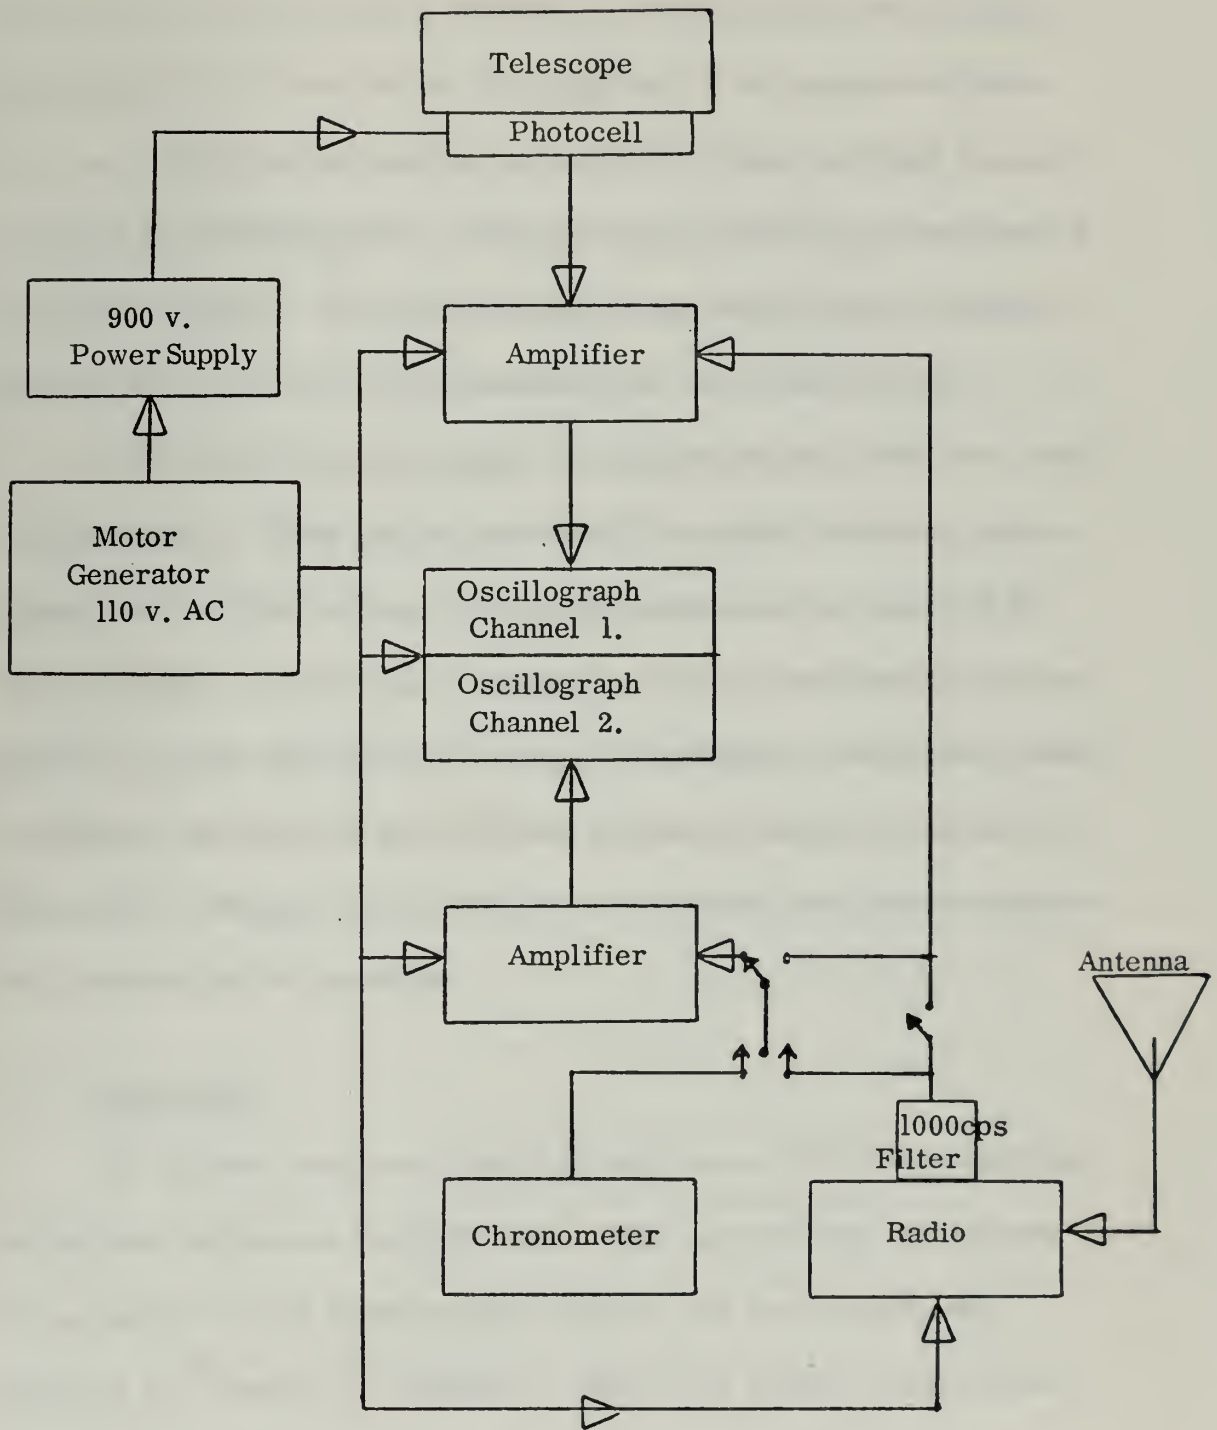 Telescope
Photocell
900 v.
Power Supply
Amplifier
Motor
Generator
110 v. AC
Oscillograph
Channel 1.
Oscillograph
Channel 2.
Amplifier
Antenna
1000cps
Filter
Chronometer
Radio